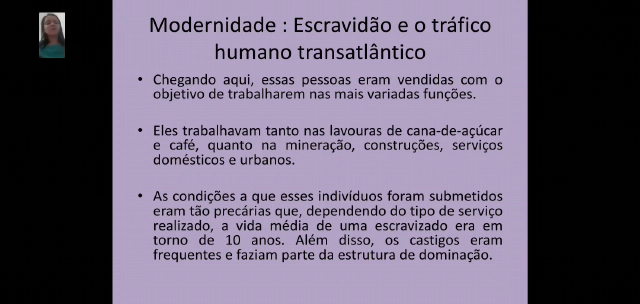 Modernidade : Escravidão e o tráfico
humano transatlântico
• Chegando aqui, essas pessoas eram vendidas com o
objetivo de trabalharem nas mais variadas funções.
• Eles trabalhavam tanto nas lavouras de cana-de-açúcar
e café, quanto na mineração, construções, serviços
domésticos e urbanos.
• As condições a que esses indivíduos foram submetidos
eram tão precárias que, dependendo do tipo de serviço
realizado, a vida média de uma escravizado era em
torno de 10 anos. Além disso, os castigos eram
frequentes e faziam parte da estrutura de dominação.